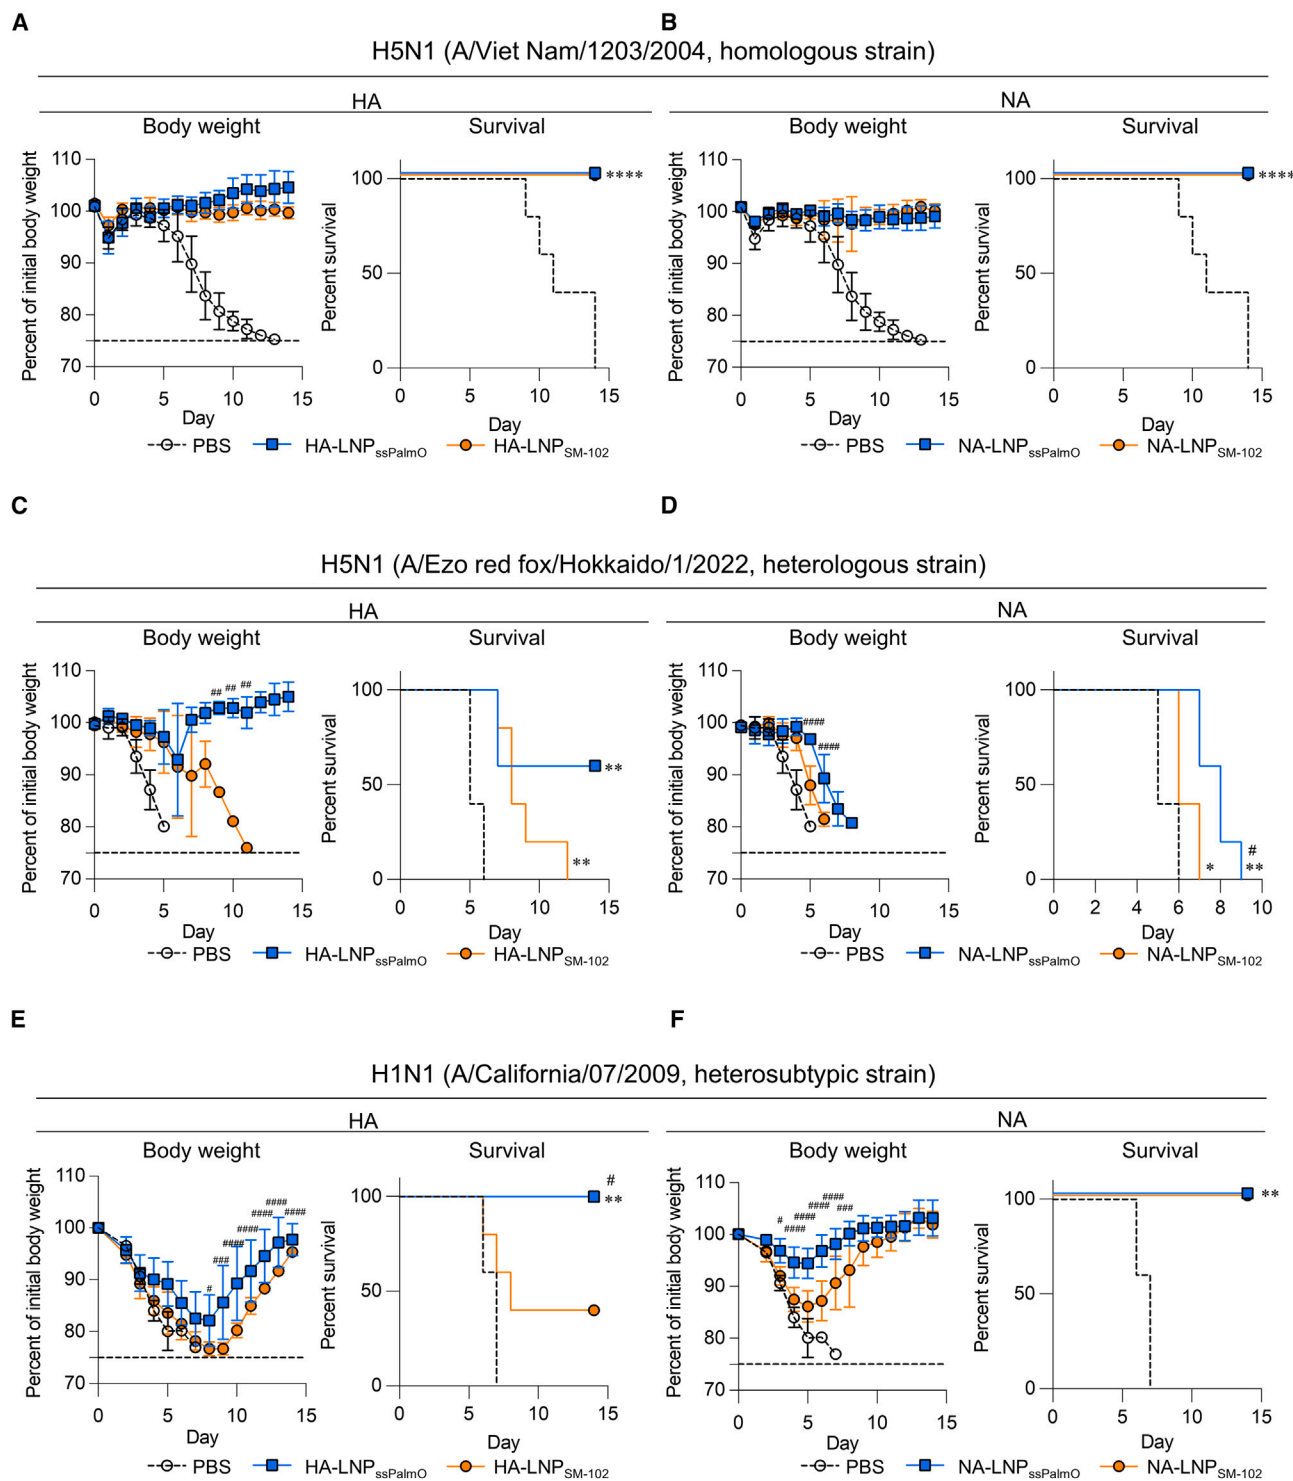 A
B
H5N1 (A/Viet Nam/1203/2004, homologous strain)
HA
NA
Body weight
Survival
Body weight
Survival
Percent of initial body weight
110
100
90
80
70
0 5 10 15
Day
Percent survival
100
50
0
0 5 10 15
Day
****
Percent of initial body weight
110
100
90
80
70
0 5 10 15
Day
Percent survival
100
50
0
0 5 10 15
Day
****
PBS HA-LNPssPalmO HA-LNPSM-102
PBS NA-LNPssPalmO NA-LNPSM-102
C
D
H5N1 (A/Ezo red fox/Hokkaido/1/2022, heterologous strain)
HA
NA
Body weight
Survival
Body weight
Survival
Percent of initial body weight
110
100
90
80
70
## ## ##
0 5 10 15
Day
Percent survival
100
50
0
**
**
0 5 10 15
Day
Percent of initial body weight
110
100
90
80
70
####
####
0 5 10 15
Day
Percent survival
100
50
0
*
#
**
0 2 4 6 8 10
Day
PBS HA-LNPssPalmO HA-LNPSM-102
PBS NA-LNPssPalmO NA-LNPSM-102
E
F
H1N1 (A/California/07/2009, heterosubtypic strain)
HA
NA
Body weight
Survival
Body weight
Survival
Percent of initial body weight
110
100
90
80
70
# ### #### #### #### #### ####
0 5 10 15
Day
Percent survival
100
50
0
#
**
0 5 10 15
Day
Percent of initial body weight
110
100
90
80
70
# #### #### #### #### ###
0 5 10 15
Day
Percent survival
100
50
0
**
0 5 10 15
Day
PBS HA-LNPssPalmO HA-LNPSM-102
PBS NA-LNPssPalmO NA-LNPSM-102